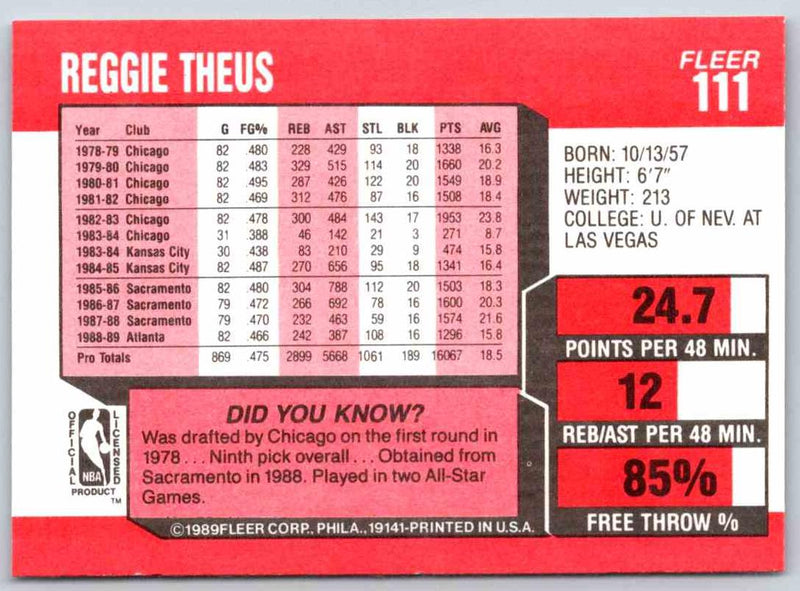 REGGIE THEUS
FLEER
111
Year Club G FG% REB AST STL BLK PTS AVG
1978-79 Chicago 82 .480 228 429 93 18 1338 16.3
1979-80 Chicago 82 .483 329 515 114 20 1660 20.2
1980-81 Chicago 82 .495 287 426 122 20 1549 18.9
1981-82 Chicago 82 .469 312 476 87 16 1508 18.4
1982-83 Chicago 82 .478 300 484 143 17 1953 23.8
1983-84 Chicago 31 .388 46 142 21 3 271 8.7
1983-84 Kansas City 30 .438 83 210 29 9 474 15.8
1984-85 Kansas City 82 .487 270 656 95 18 1341 16.4
1985-86 Sacramento 82 .480 304 788 112 20 1503 18.3
1986-87 Sacramento 79 .472 266 692 78 16 1600 20.3
1987-88 Sacramento 79 .470 232 463 59 16 1574 21.6
1988-89 Atlanta 82 .466 242 387 108 16 1296 15.8
Pro Totals 869 .475 2899 5668 1061 189 16067 18.5
BORN: 10/13/57
HEIGHT: 6'7"
WEIGHT: 213
COLLEGE: U. OF NEV. AT
LAS VEGAS
24.7
POINTS PER 48 MIN.
12
REB/AST PER 48 MIN.
85%
FREE THROW %
OFFICIAL
LICENSED
NBA
PRODUCT
TM
DID YOU KNOW?
Was drafted by Chicago on the first round in
1978 . . . Ninth pick overall . . . Obtained from
Sacramento in 1988. Played in two All-Star
Games.
©1989FLEER CORP., PHILA., 19141-PRINTED IN U.S.A.